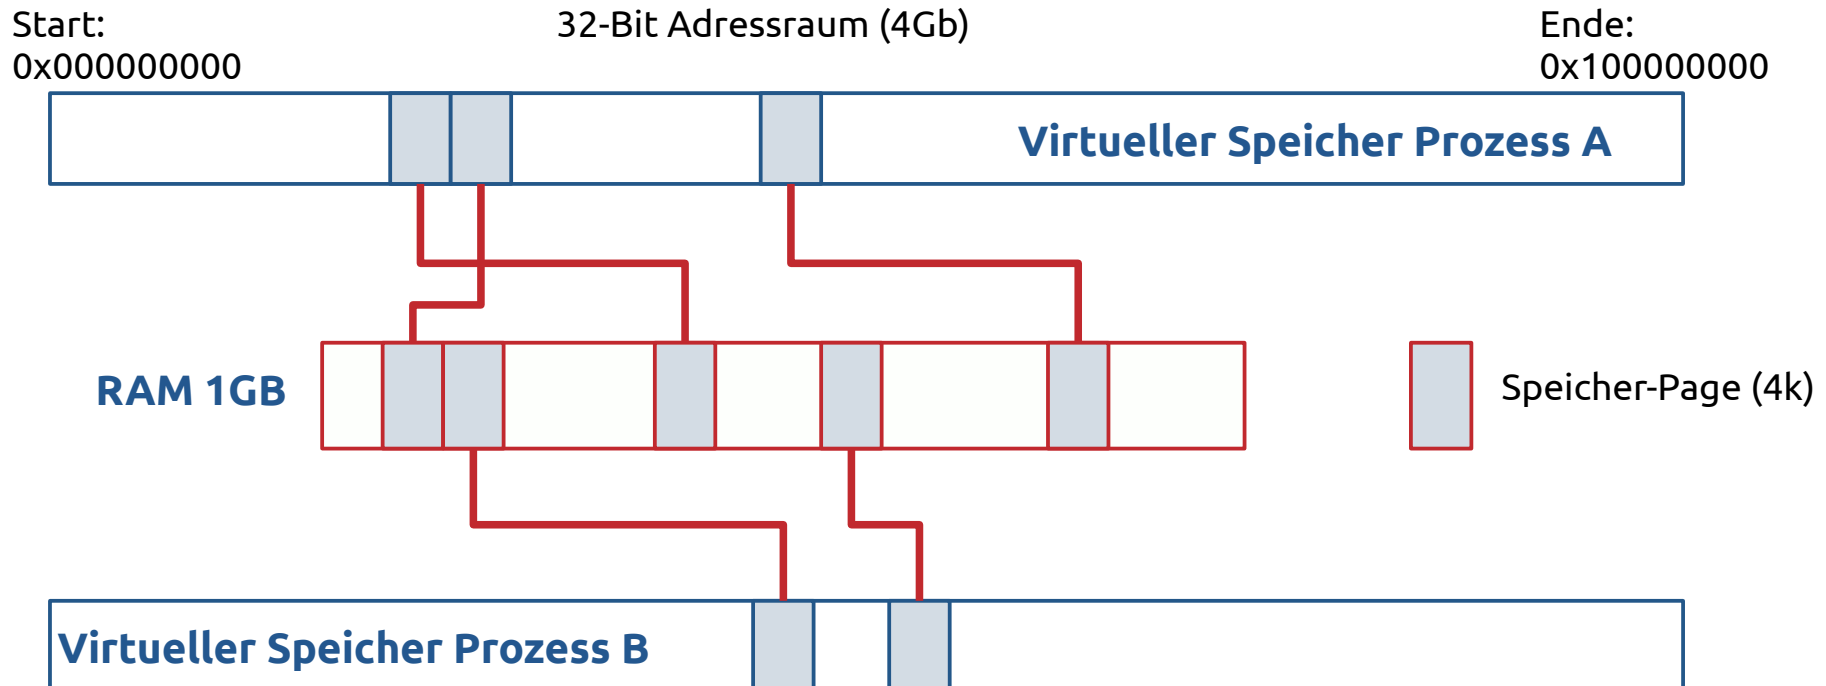 Start:
0x000000000
32-Bit Adressraum (4Gb)
Ende:
0x100000000
Virtueller Speicher Prozess A
RAM 1GB
Speicher-Page (4k)
Virtueller Speicher Prozess B